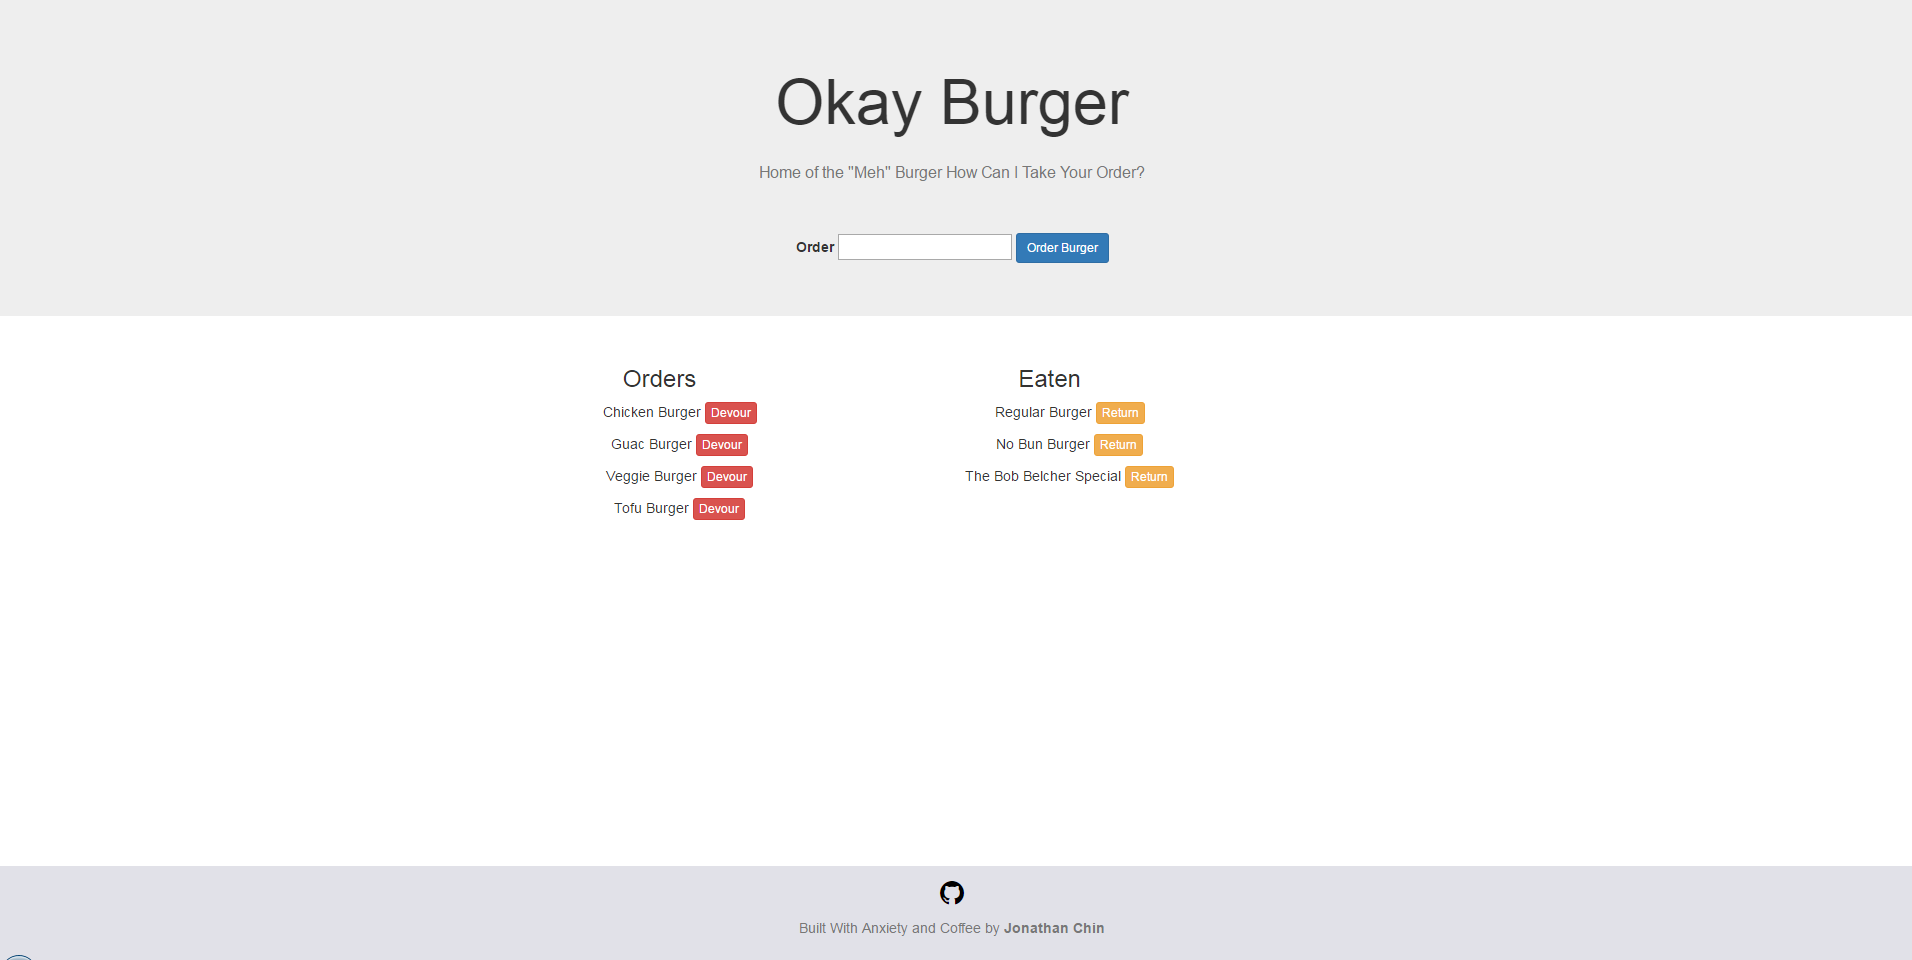 Okay Burger
Home of the "Meh" Burger How Can I Take Your Order?
Order Order Burger
Orders
Chicken Burger Devour
Guac Burger Devour
Veggie Burger Devour
Tofu Burger Devour
Eaten
Regular Burger Return
No Bun Burger Return
The Bob Belcher Special Return
Built With Anxiety and Coffee by Jonathan Chin